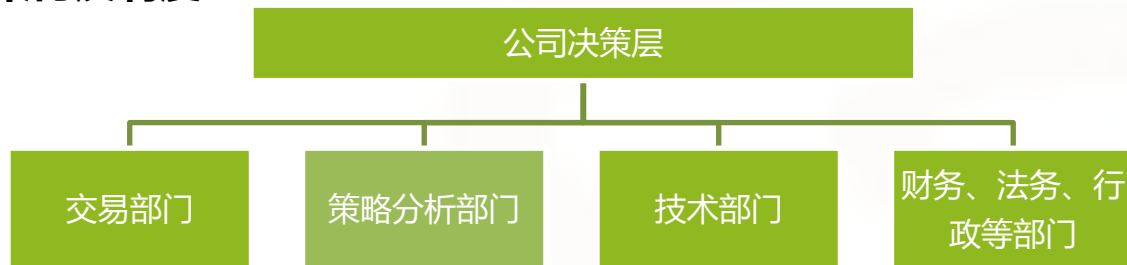 公司决策层
交易部门
策略分析部门
技术部门
财务、法务、行
政等部门